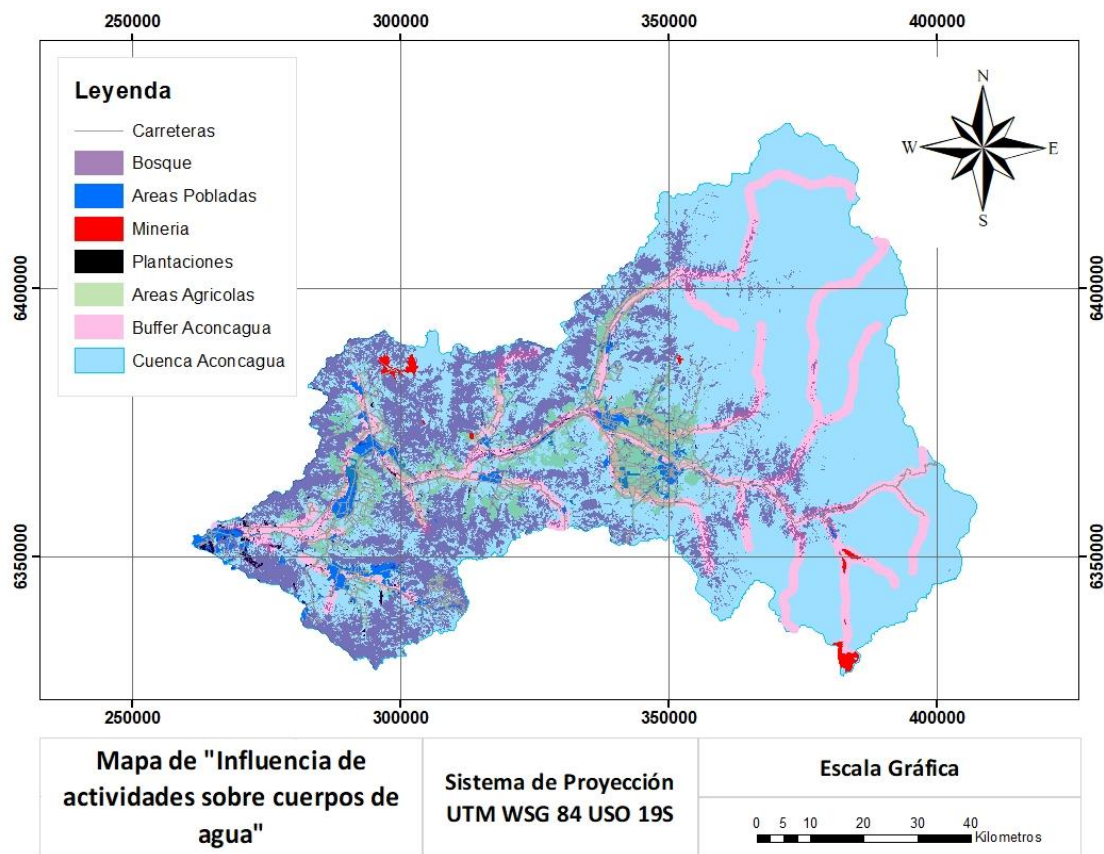 250000 300000 350000 400000
Leyenda
Carreteras
Bosque
Areas Pobladas
Mineria
Plantaciones
Areas Agricolas
Buffer Aconcagua
Cuenca Aconcagua
N
W E
S
6400000 6400000
6350000 6350000
250000 300000 350000 400000
Mapa de "Influencia de
actividades sobre cuerpos de
agua"
Sistema de Proyección
UTM WSG 84 USO 19S
Escala Gráfica
0 5 10 20 30 40
Kilometros